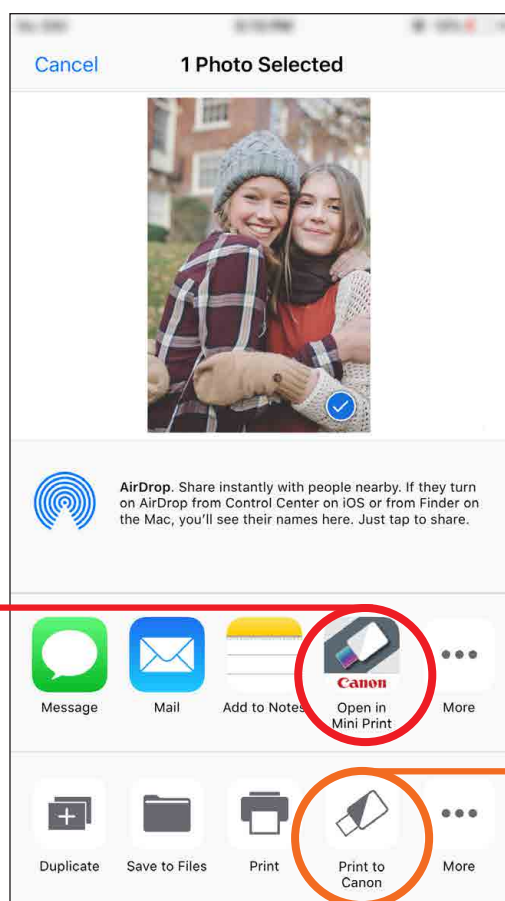 Cancel
1 Photo Selected
AirDrop. Share instantly with people nearby. If they turn
on AirDrop from Control Center on iOS or from Finder on
the Mac, you'll see their names here. Just tap to share.
Canon
Message
Mail
Add to Notes
Open in
Mini Print
More
Duplicate
Save to Files
Print
Print to
Canon
More